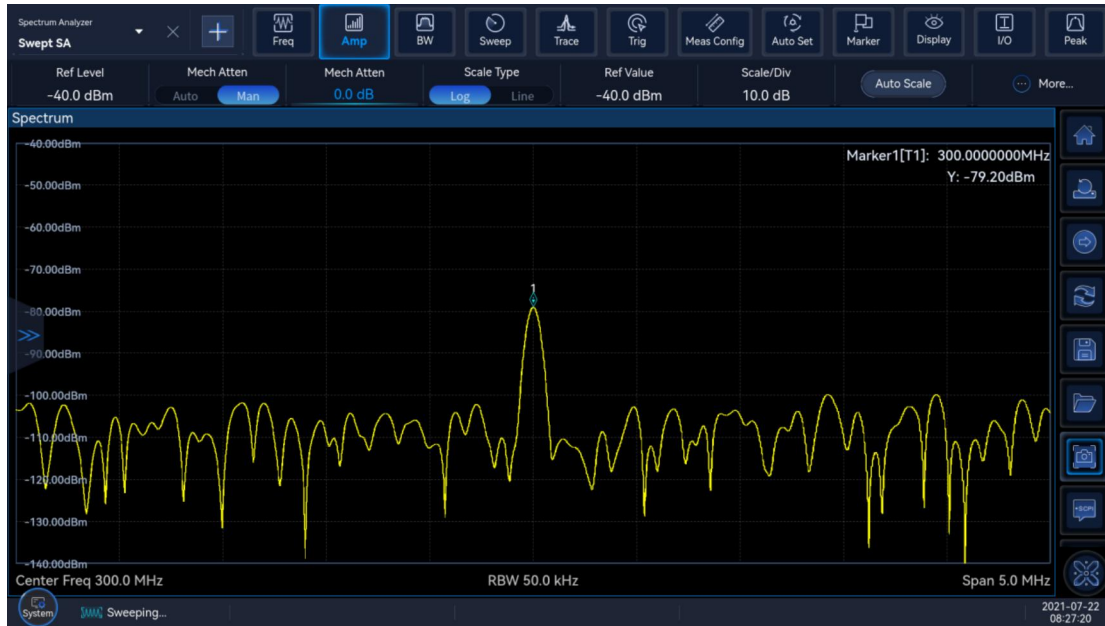 Spectrum Analyzer
Swept SA
Freq
Amp
BW
Sweep
Trace
Trig
Meas Config
Auto Set
Marker
Display
I/O
Peak
Ref Level
-40.0 dBm
Mech Atten
Auto Man
Mech Atten
0.0 dB
Scale Type
Log Line
Ref Value
-40.0 dBm
Scale/Div
10.0 dB
Auto Scale
More...
Spectrum
-40.00dBm
Marker1[T1]: 300.0000000MHz
Y: -79.20dBm
-50.00dBm
-60.00dBm
-70.00dBm
1
-80.00dBm
-90.00dBm
-100.00dBm
-110.00dBm
-120.00dBm
-130.00dBm
-140.00dBm
+SCPI
Center Freq 300.0 MHz
RBW 50.0 kHz
Span 5.0 MHz
System
Sweeping...
2021-07-22
08:27:20